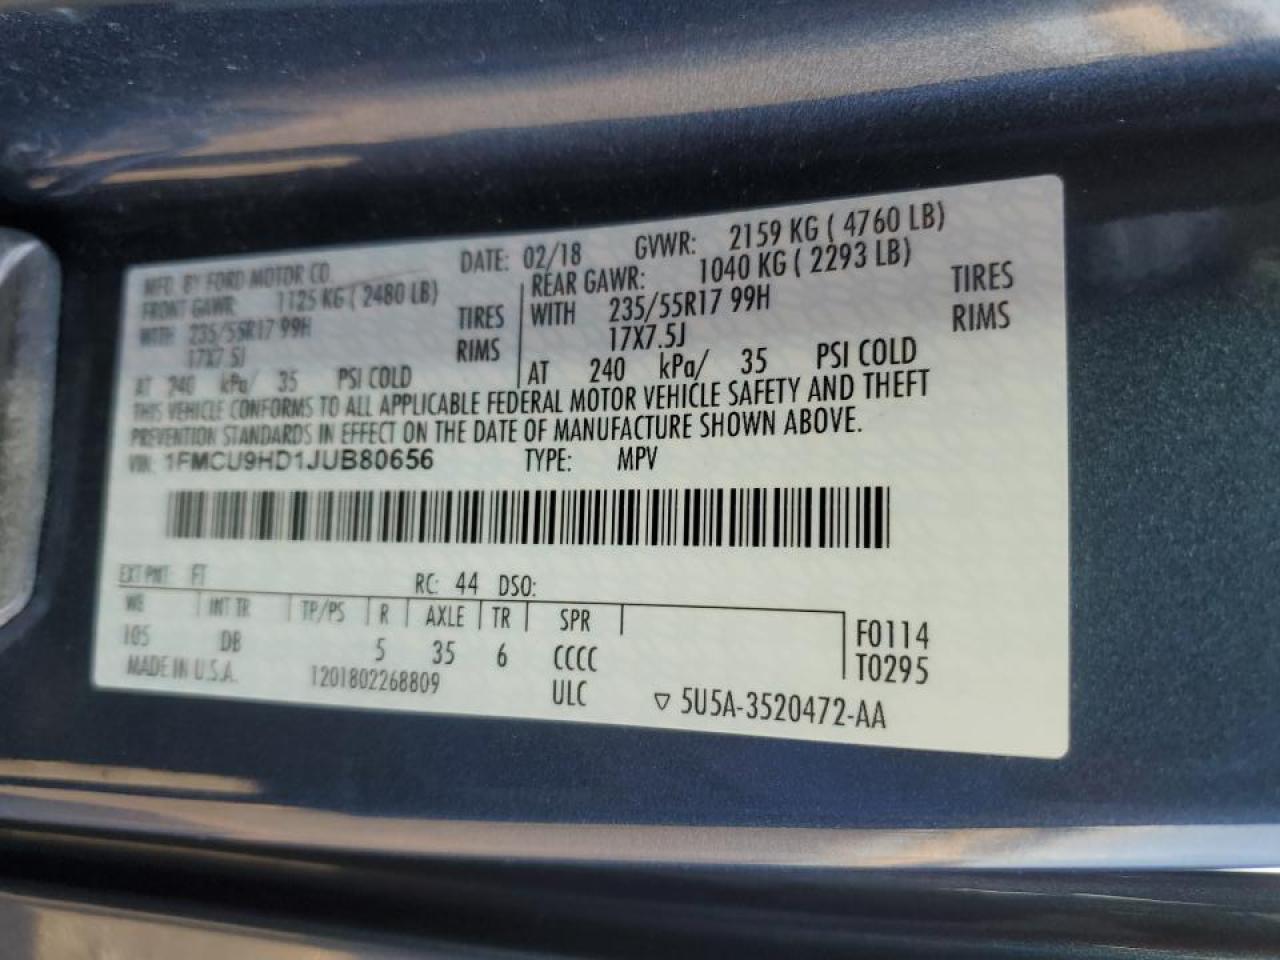 MFD. BY FORD MOTOR CO
DATE: 02/18 GVWR: 2159 KG ( 4760 LB)
FRONT GAWR: 1125 KG ( 2480 LB)
WITH 235/55R17 99H TIRES
17X7.5J RIMS
AT 240 kPa/ 35 PSI COLD
REAR GAWR: 1040 KG ( 2293 LB)
WITH 235/55R17 99H TIRES
17X7.5J RIMS
AT 240 kPa/ 35 PSI COLD
THIS VEHICLE CONFORMS TO ALL APPLICABLE FEDERAL MOTOR VEHICLE SAFETY AND THEFT
PREVENTION STANDARDS IN EFFECT ON THE DATE OF MANUFACTURE SHOWN ABOVE.
VIN: 1FMCU9HD1JUB80656 TYPE: MPV
EXT PNT: FT RC: 44 DSO:
WB INT TR TP/PS R AXLE TR SPR
105 DB 5 35 6 CCCC
F0114
T0295
MADE IN U.S.A. 1201802268809 ULC ▽ 5U5A-3520472-AA